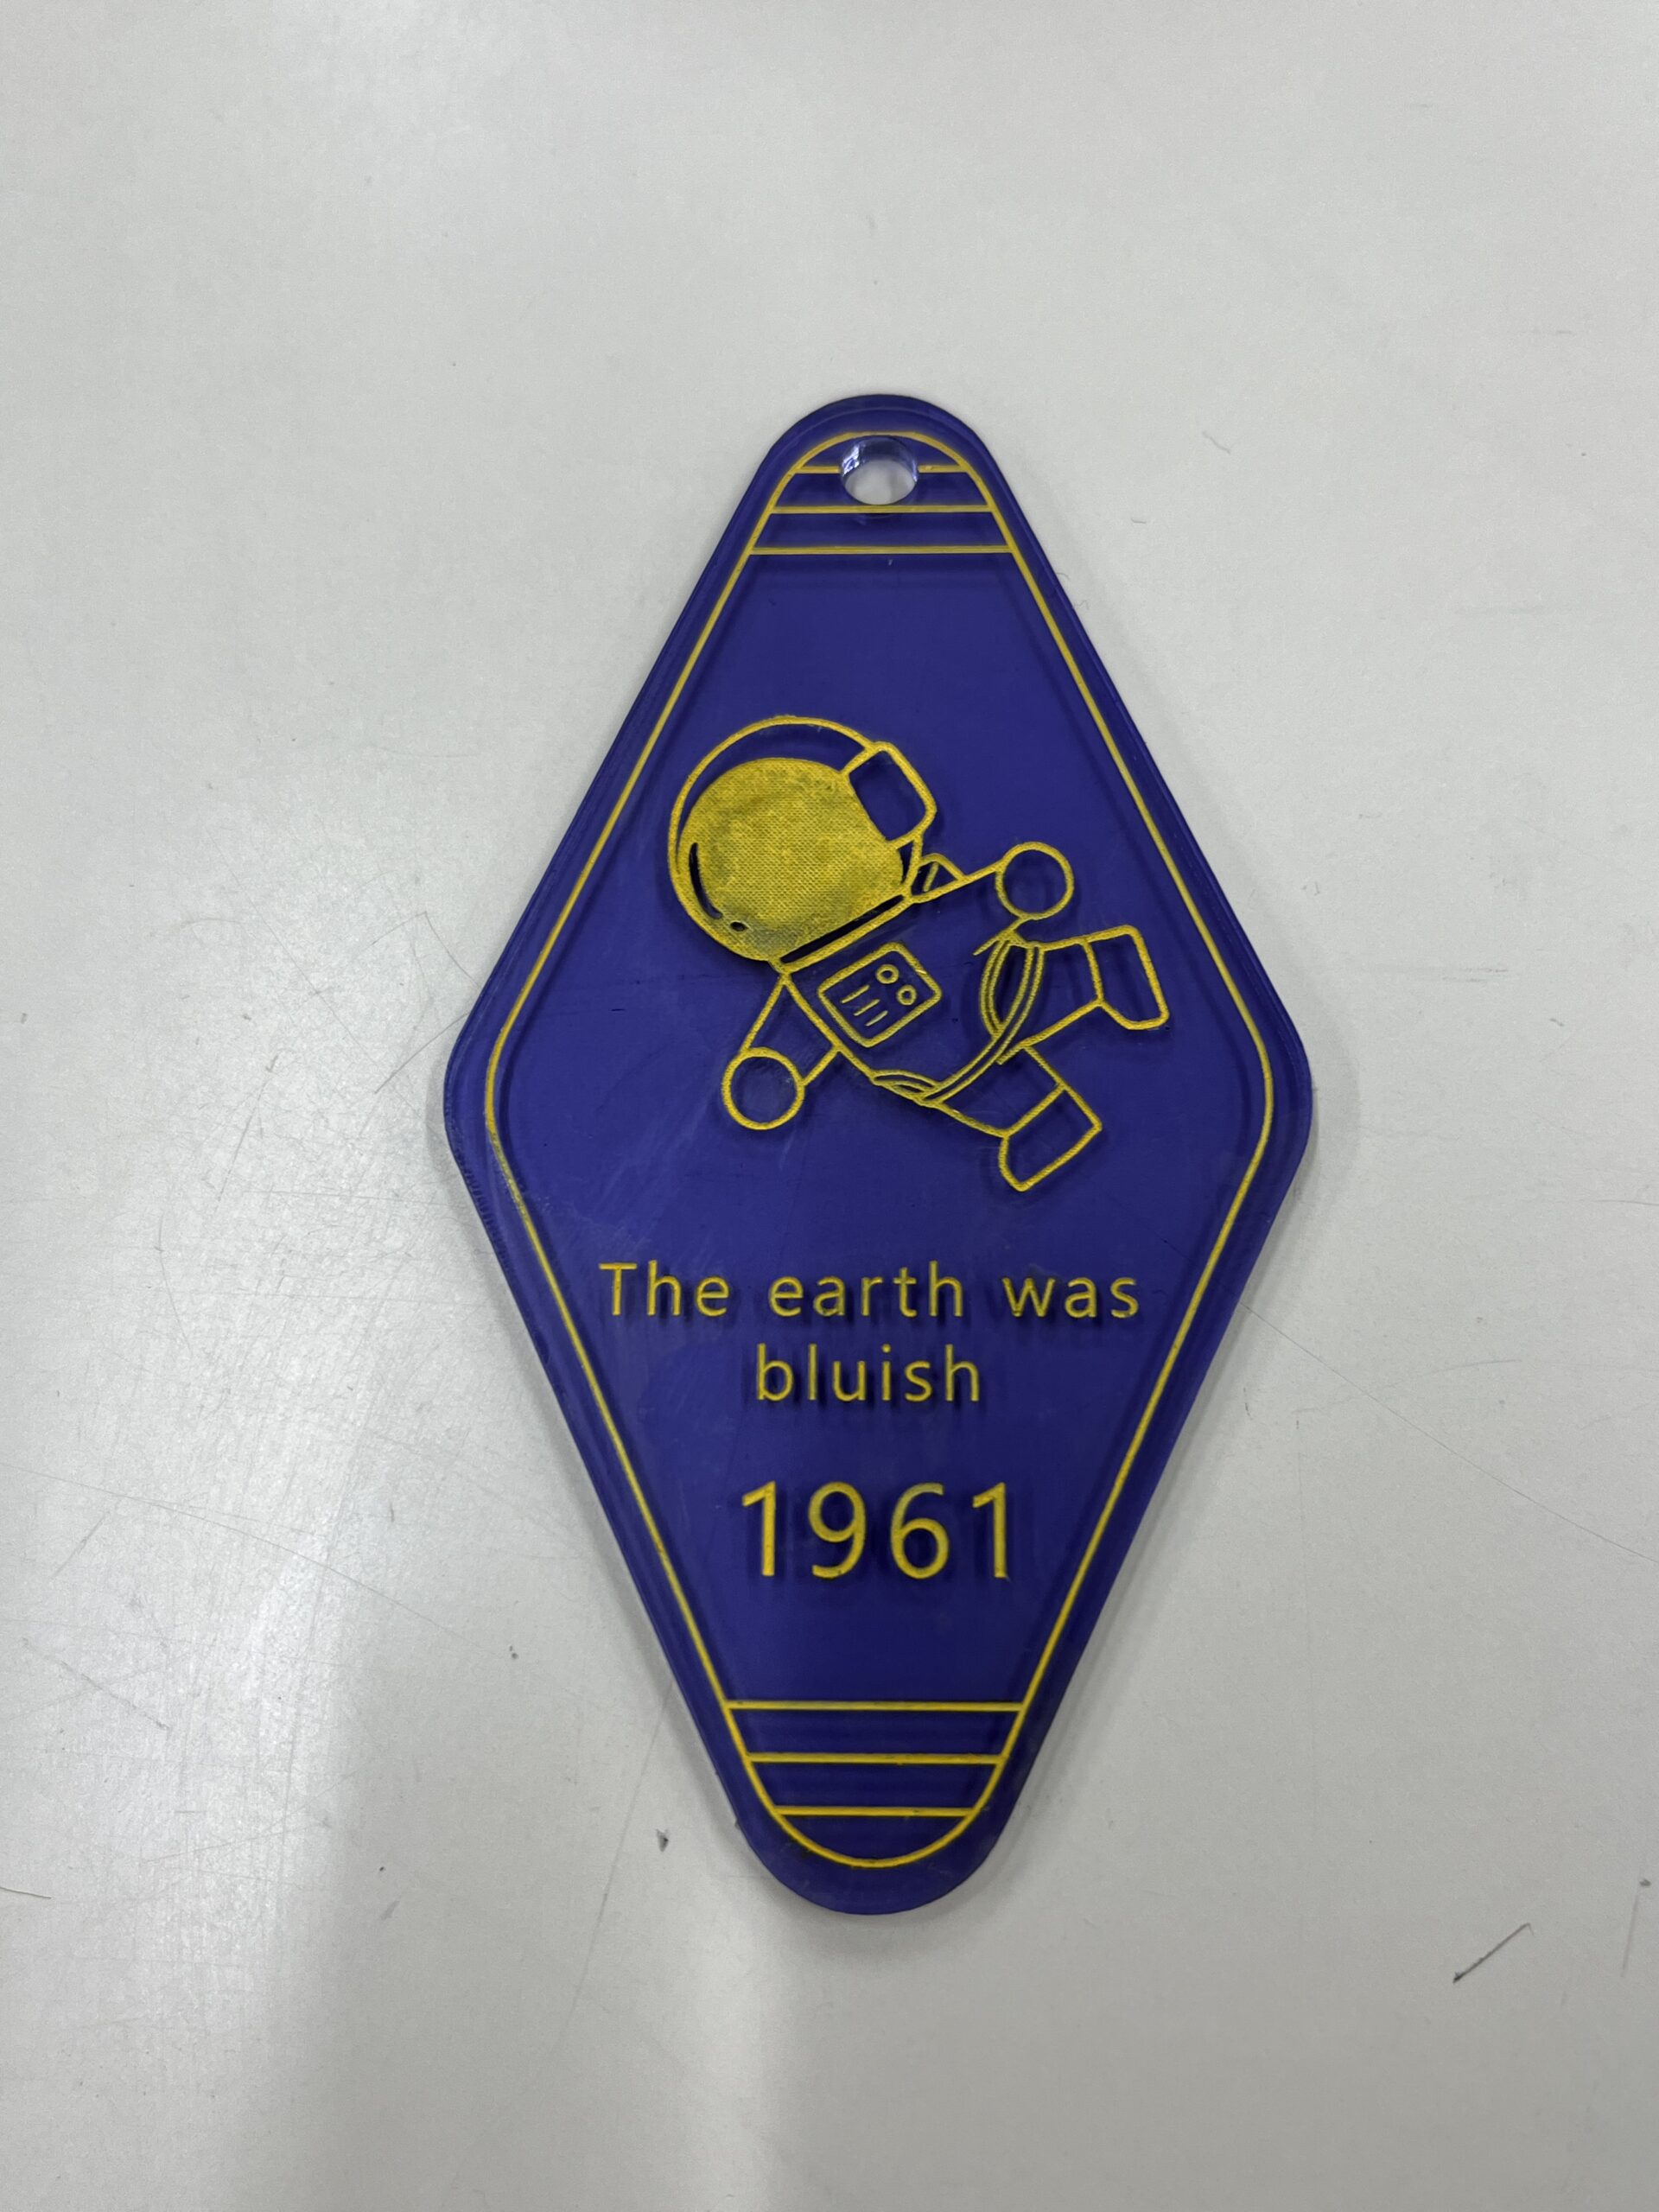 The earth was
bluish
1961